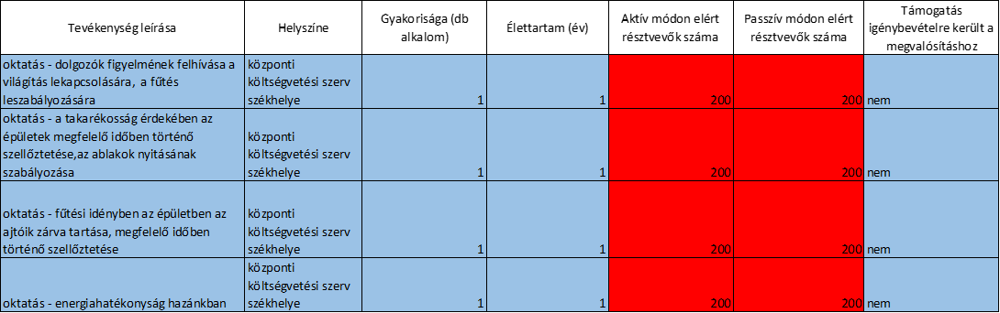 Tevékenység leírása
Helyszíne
Gyakorisága (db
alkalom)
Élettartam (év)
Aktív módon elért
résztvevők száma
Passzív módon elért
résztvevők száma
Támogatás
igénybevételre került a
megvalósításhoz
oktatás - dolgozók figyelmének felhívása a
világítás lekapcsolására,  a fűtés
leszabályozására
központi
költségvetési szerv
székhelye
1
1
200
200
nem
oktatás - a takarékosság érdekében az
épületek megfelelő időben történő
szellőztetése,az ablakok nyitásának
szabályozása
központi
költségvetési szerv
székhelye
1
1
200
200
nem
oktatás - fűtési idényben az épületben az
ajtóik zárva tartása, megfelelő időben
történő szellőztetése
központi
költségvetési szerv
székhelye
1
1
200
200
nem
oktatás - energiahatékonyság hazánkban
központi
költségvetési szerv
székhelye
1
1
200
200
nem